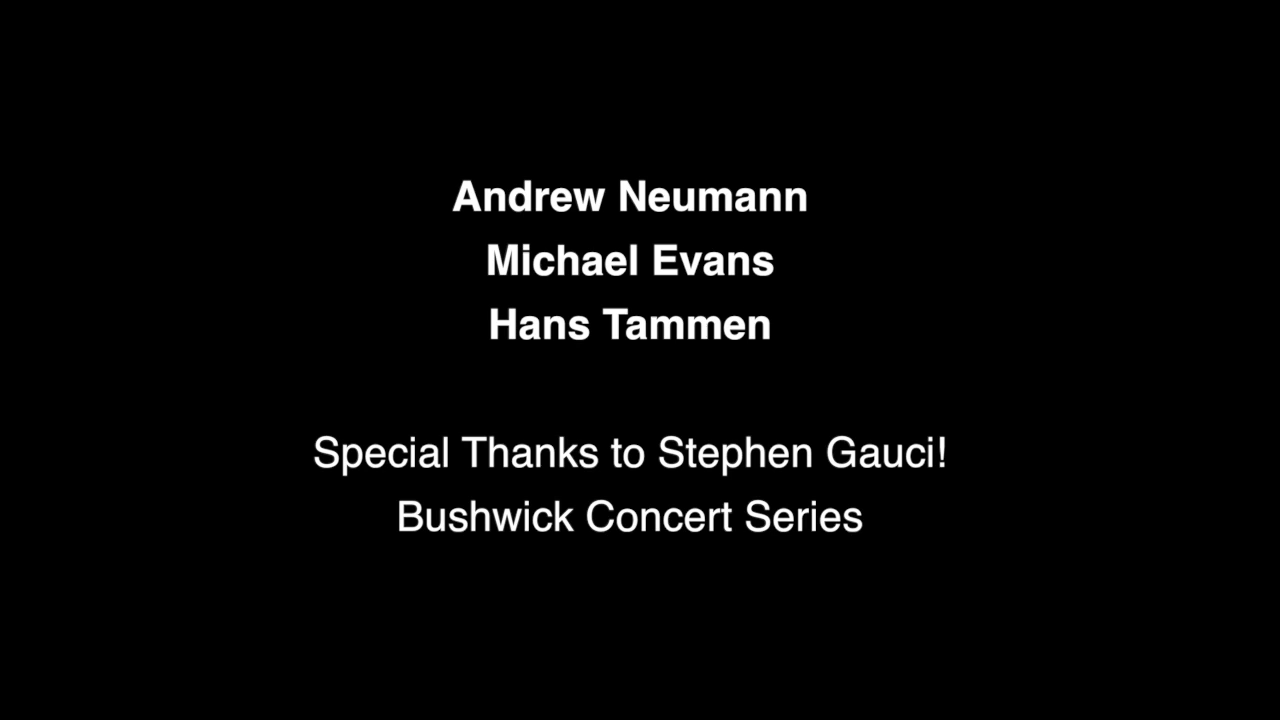 Andrew Neumann
Michael Evans
Hans Tammen
Special Thanks to Stephen Gauci!
Bushwick Concert Series